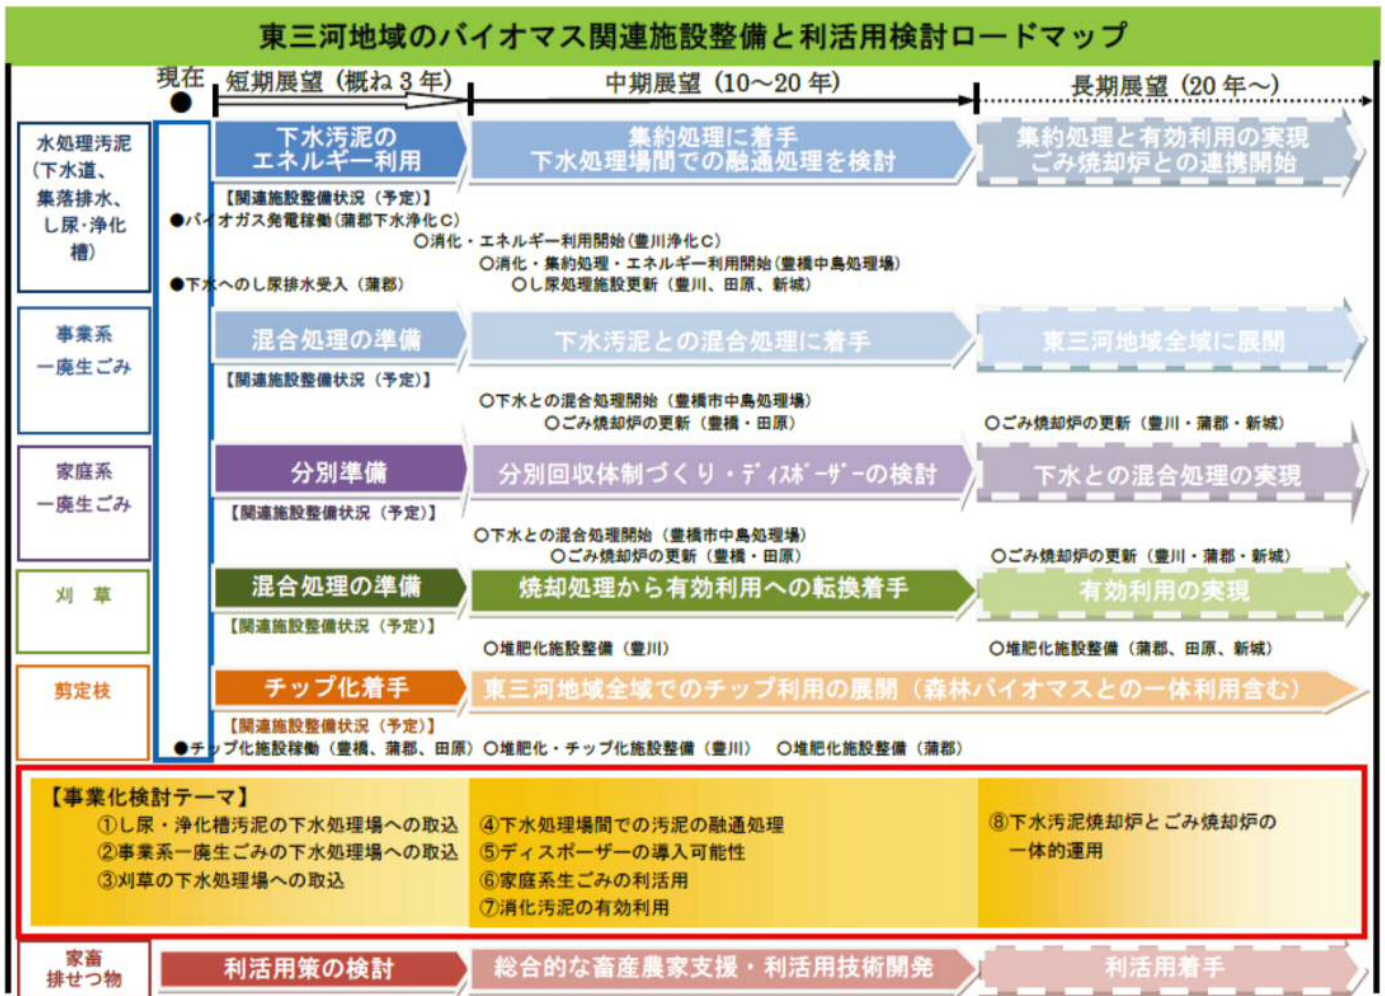 東三河地域のバイオマス関連施設整備と利活用検討ロードマップ
現在
短期展望（概ね３年）
中期展望（10～20 年）
長期展望（20 年～）
●
水処理汚泥
（下水道、
集落排水、
し尿・浄化
槽）
下水汚泥の
エネルギー利用
集約処理に着手
下水処理場間での融通処理を検討
集約処理と有効利用の実現
ごみ焼却炉との連携開始
【関連施設整備状況（予定）】
●バイオガス発電稼働（蒲郡下水浄化Ｃ）
○消化・エネルギー利用開始（豊川浄化Ｃ）
○消化・集約処理・エネルギー利用開始（豊橋中島処理場）
●下水へのし尿排水受入（蒲郡）
○し尿処理施設更新（豊川、田原、新城）
事業系
一廃生ごみ
混合処理の準備
下水汚泥との混合処理に着手
東三河地域全域に展開
【関連施設整備状況（予定）】
○下水との混合処理開始（豊橋市中島処理場）
○ごみ焼却炉の更新（豊橋・田原）
○ごみ焼却炉の更新（豊川・蒲郡・新城）
家庭系
一廃生ごみ
分別準備
分別回収体制づくり・ﾃﾞｨｽﾎﾟｰｻﾞｰの検討
下水との混合処理の実現
【関連施設整備状況（予定）】
○下水との混合処理開始（豊橋市中島処理場）
○ごみ焼却炉の更新（豊橋・田原）
○ごみ焼却炉の更新（豊川・蒲郡・新城）
刈　草
混合処理の準備
焼却処理から有効利用への転換着手
有効利用の実現
【関連施設整備状況（予定）】
○堆肥化施設整備（豊川）
○堆肥化施設整備（蒲郡、田原、新城）
剪定枝
チップ化着手
東三河地域全域でのチップ利用の展開（森林バイオマスとの一体利用含む）
【関連施設整備状況（予定）】
●チップ化施設稼働（豊橋、蒲郡、田原）
○堆肥化・チップ化施設整備（豊川）
○堆肥化施設整備（蒲郡）
【事業化検討テーマ】
①し尿・浄化槽汚泥の下水処理場への取込
②事業系一廃生ごみの下水処理場への取込
③刈草の下水処理場への取込
④下水処理場間での汚泥の融通処理
⑤ディスポーザーの導入可能性
⑥家庭系生ごみの利活用
⑦消化汚泥の有効利用
⑧下水汚泥焼却炉とごみ焼却炉の
一体的運用
家畜
排せつ物
利活用策の検討
総合的な畜産農家支援・利活用技術開発
利活用着手